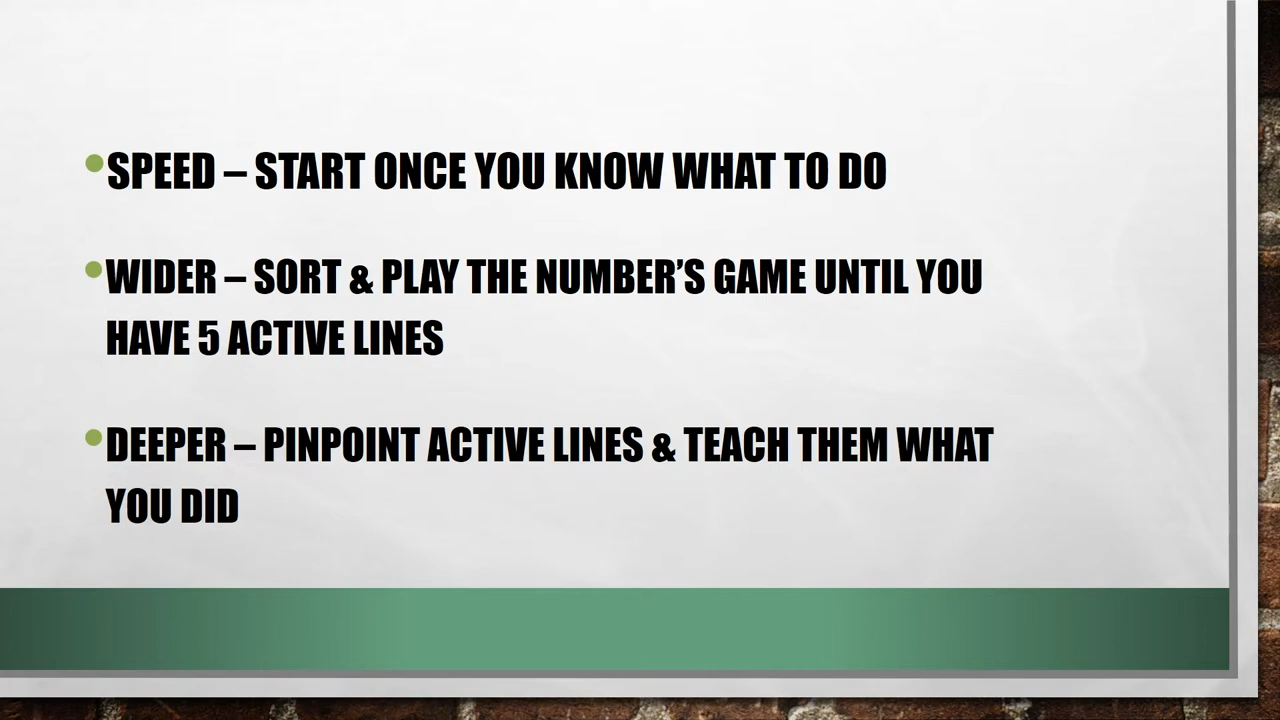 •SPEED – START ONCE YOU KNOW WHAT TO DO
•WIDER – SORT & PLAY THE NUMBER’S GAME UNTIL YOU
HAVE 5 ACTIVE LINES
•DEEPER – PINPOINT ACTIVE LINES & TEACH THEM WHAT
YOU DID